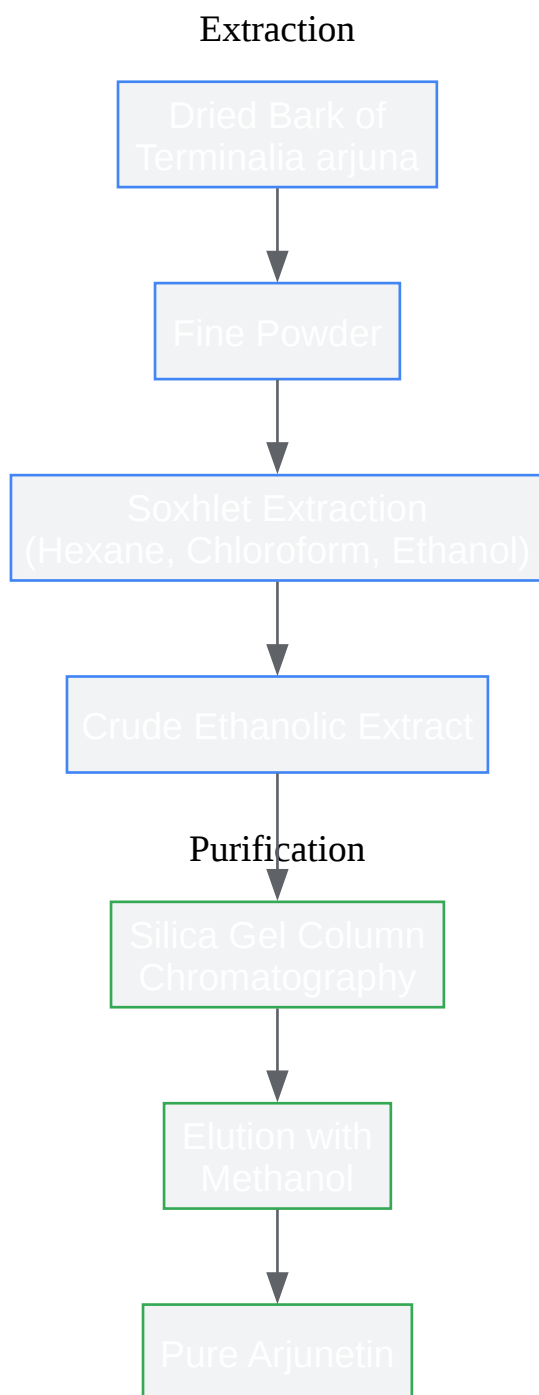 Extraction
Dried Bark of
Terminalia arjuna
Fine Powder
Soxhlet Extraction
(Hexane, Chloroform, Ethanol)
Crude Ethanolic Extract
Purification
Silica Gel Column
Chromatography
Elution with
Methanol
Pure Arjunetin